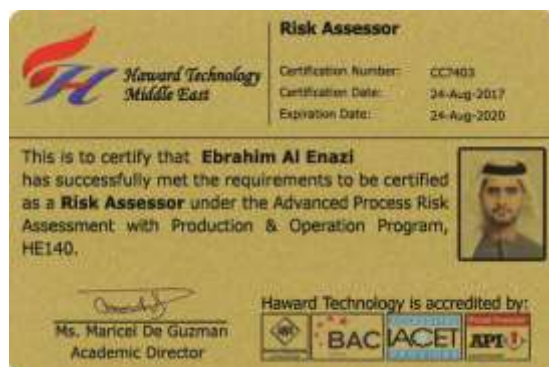 Risk Assessor
Haward Technology
Middle East
Certification Number: CC7403
Certification Date: 24-Aug-2017
Expiration Date: 24-Aug-2020
This is to certify that Ebrahim Al Enazi
has successfully met the requirements to be certified
as a Risk Assessor under the Advanced Process Risk
Assessment with Production & Operation Program,
HE140.
Ms. Maricel De Guzman
Academic Director
Haward Technology is accredited by:
BAC
IACET
API